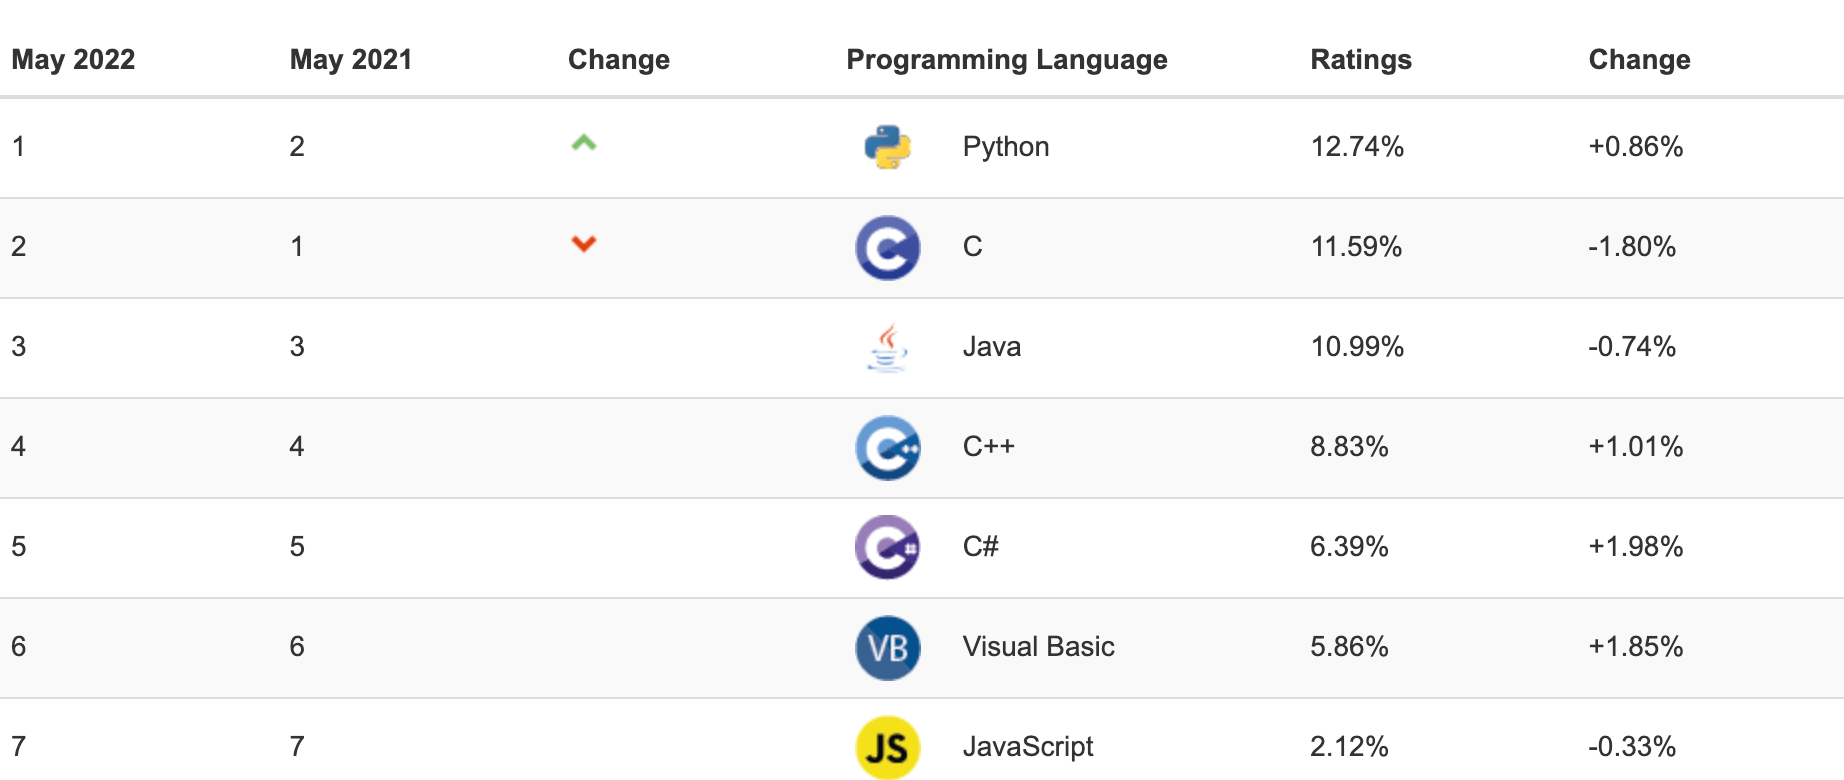 May 2022 May 2021 Change Programming Language Ratings Change
1 2 Python 12.74% +0.86%
2 1 C C 11.59% -1.80%
3 3 Java 10.99% -0.74%
4 4 C++ C++ 8.83% +1.01%
5 5 C# C# 6.39% +1.98%
6 6 VB Visual Basic 5.86% +1.85%
7 7 JS JavaScript 2.12% -0.33%